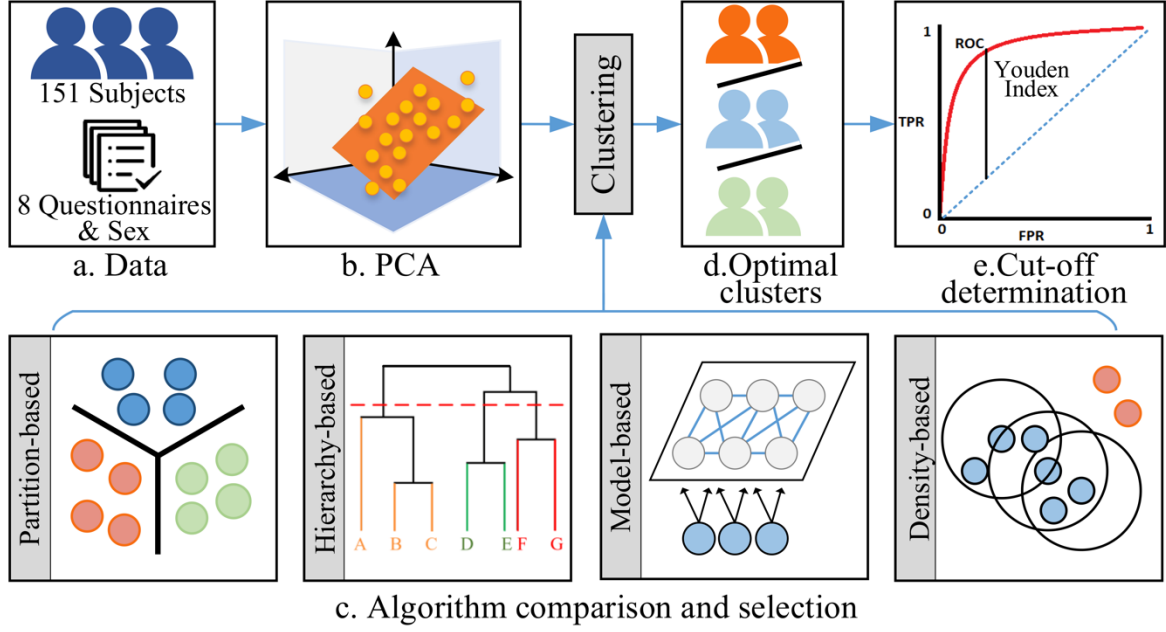 151 Subjects
8 Questionnaires
& Sex
a. Data
b. PCA
Clustering
d.Optimal
clusters
1
ROC
Youden
Index
TPR
0
0
FPR
1
e.Cut-off
determination
Partition-based
Hierarchy-based
A B C D E F G
Model-based
Density-based
c. Algorithm comparison and selection